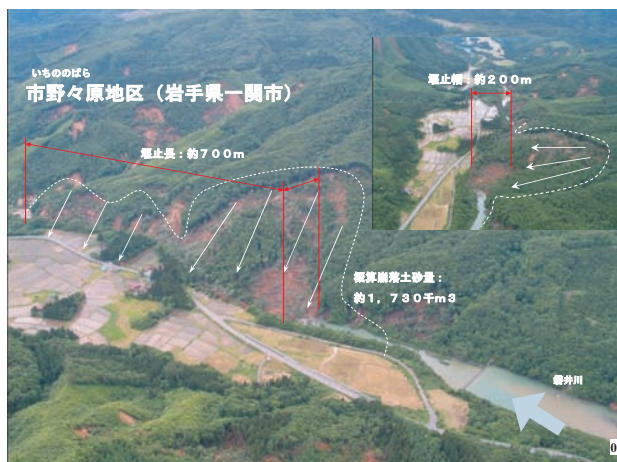 いちののばら
市野々原地区（岩手県一関市）
堰止長：約７００ｍ
堰止幅：約２００ｍ
概算崩落土砂量：
約１，７３０千ｍ３
磐井川
0